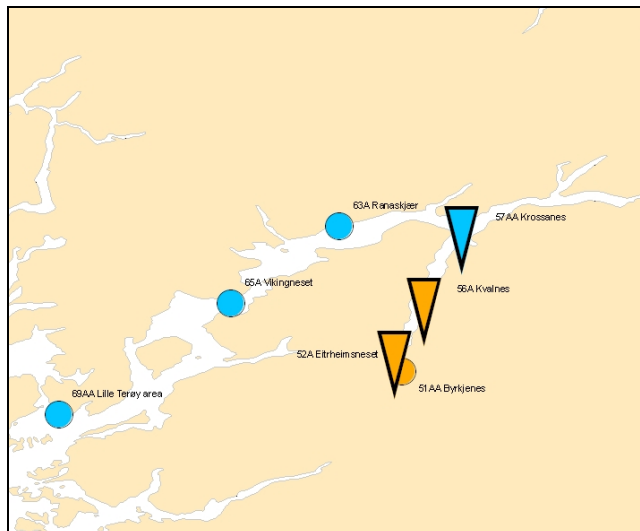 63A Ranaskjær
57AA Krossanes
65A Vikingneset
56A Kvalnes
52A Eitrheimsneset
51AA Byrkjenes
69AA Lille Terøy area